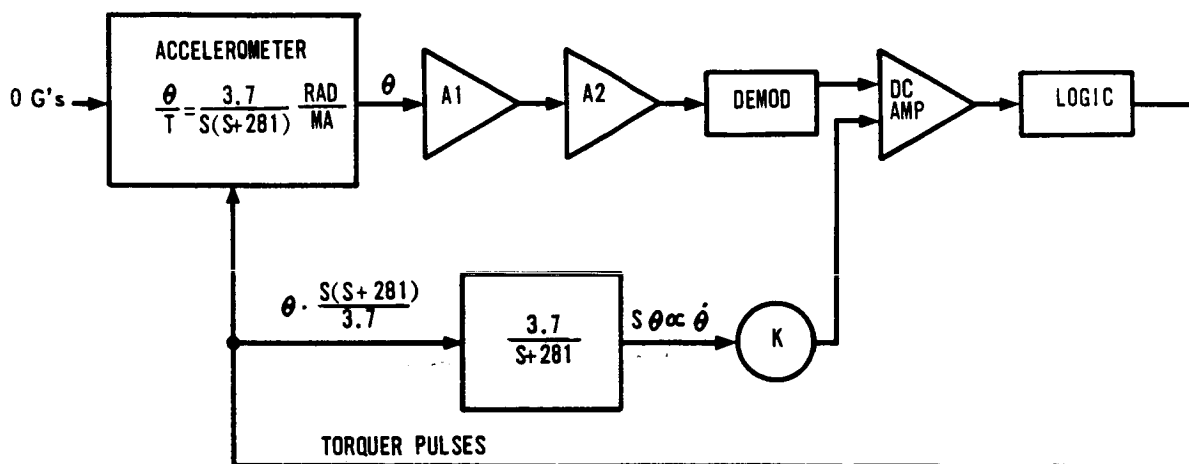 ACCELEROMETER
0 G's
θ/T = 3.7/S(S+281) RAD/MA
θ
A1
A2
DEMOD
DC
AMP
LOGIC
θ · S(S+281)/3.7
3.7/S+281
Sθ∝θ̇
K
TORQUER PULSES